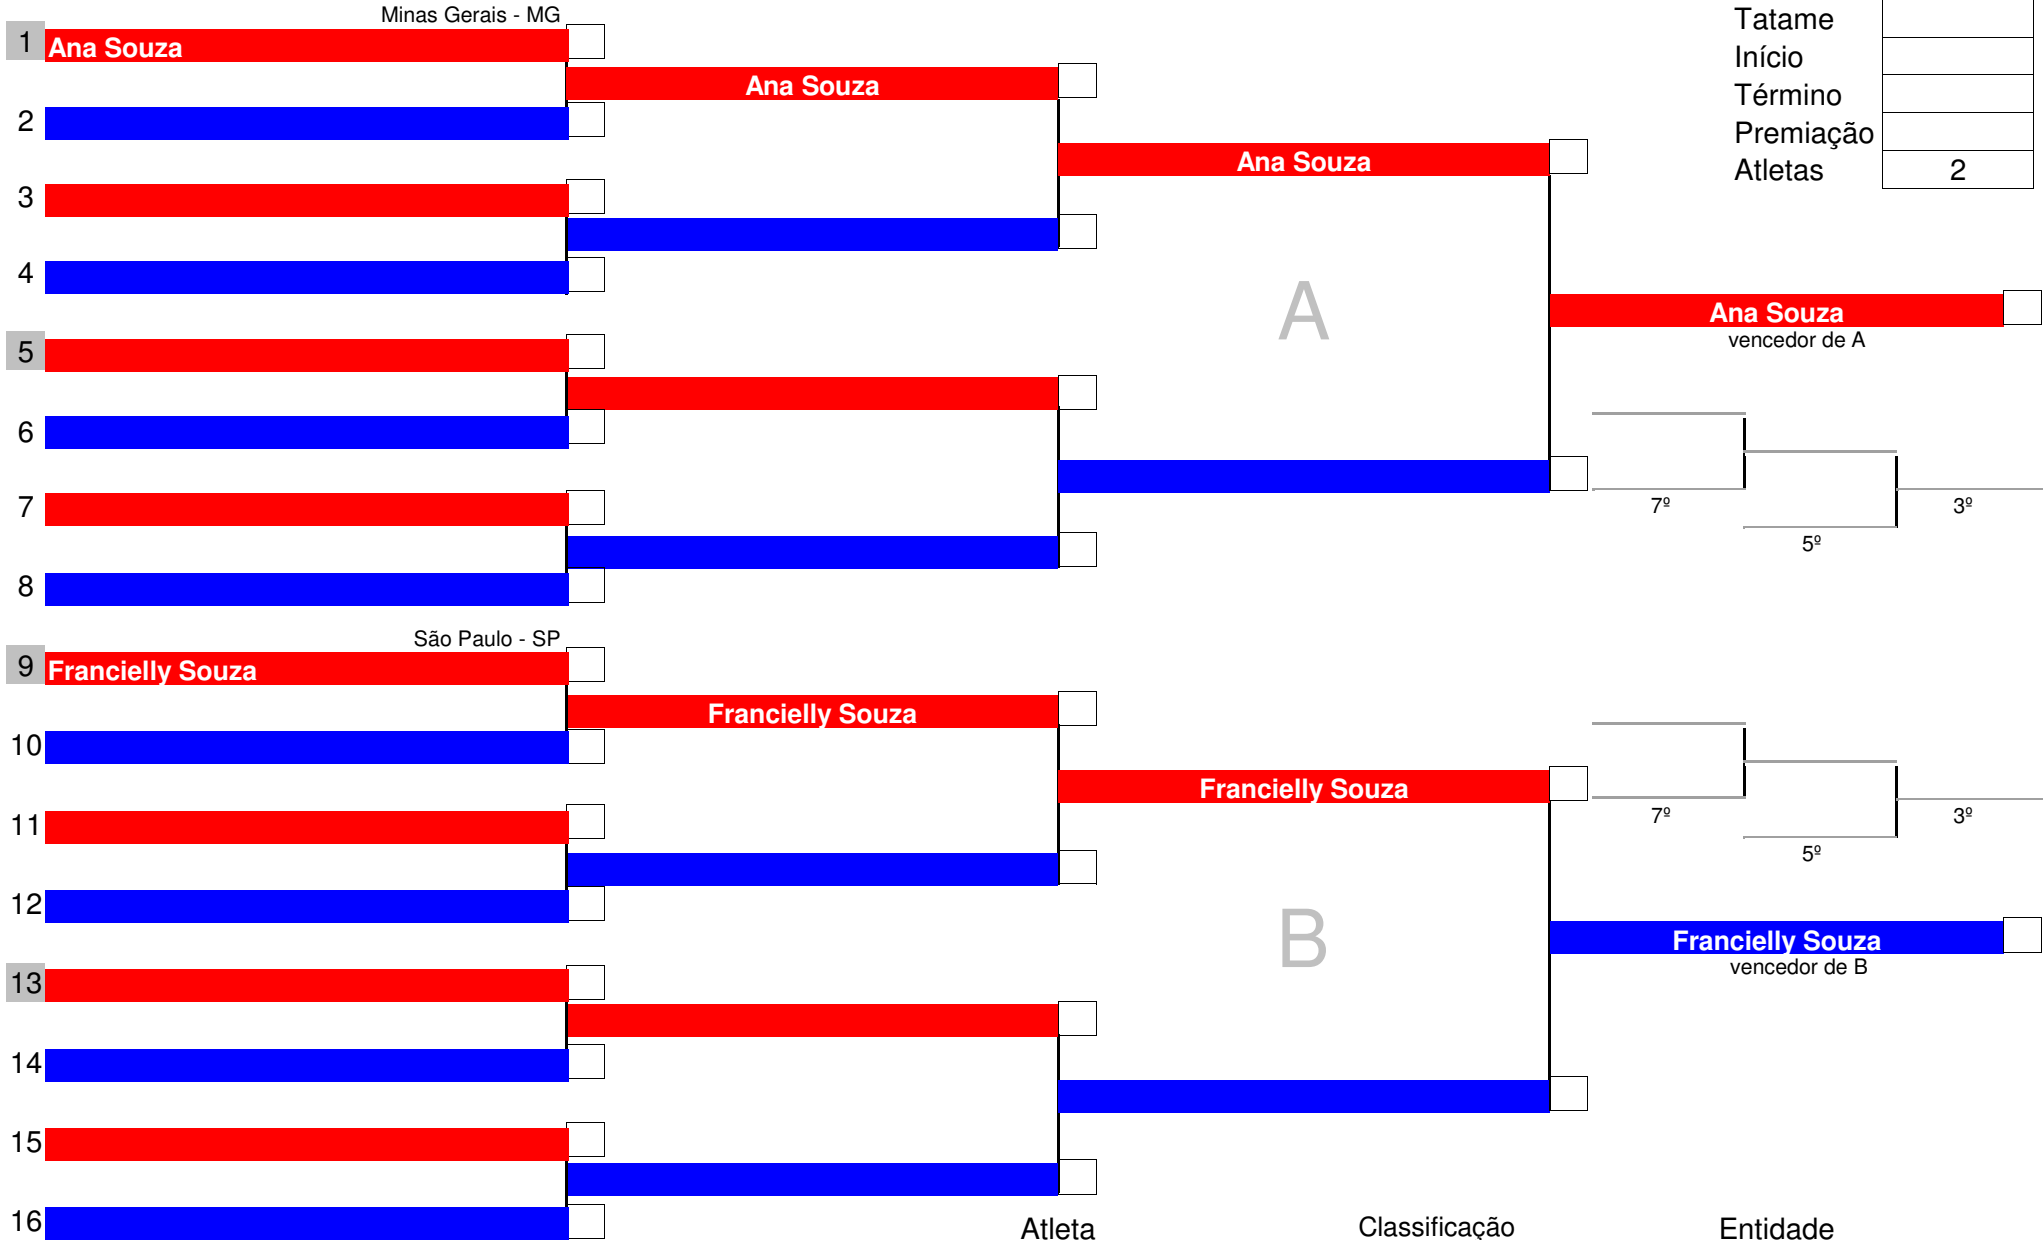 Minas Gerais - MG
1 Ana Souza
Ana Souza
2
Ana Souza
3
4
Ana Souza
vencedor de A
A
5
6
7
8
7º
5º
3º
Tatame
Início
Término
Premiação
Atletas 2
São Paulo - SP
9 Francielly Souza
Francielly Souza
10
Francielly Souza
11
12
Francielly Souza
vencedor de B
B
13
14
15
16
7º
5º
3º
Atleta Classificação Entidade